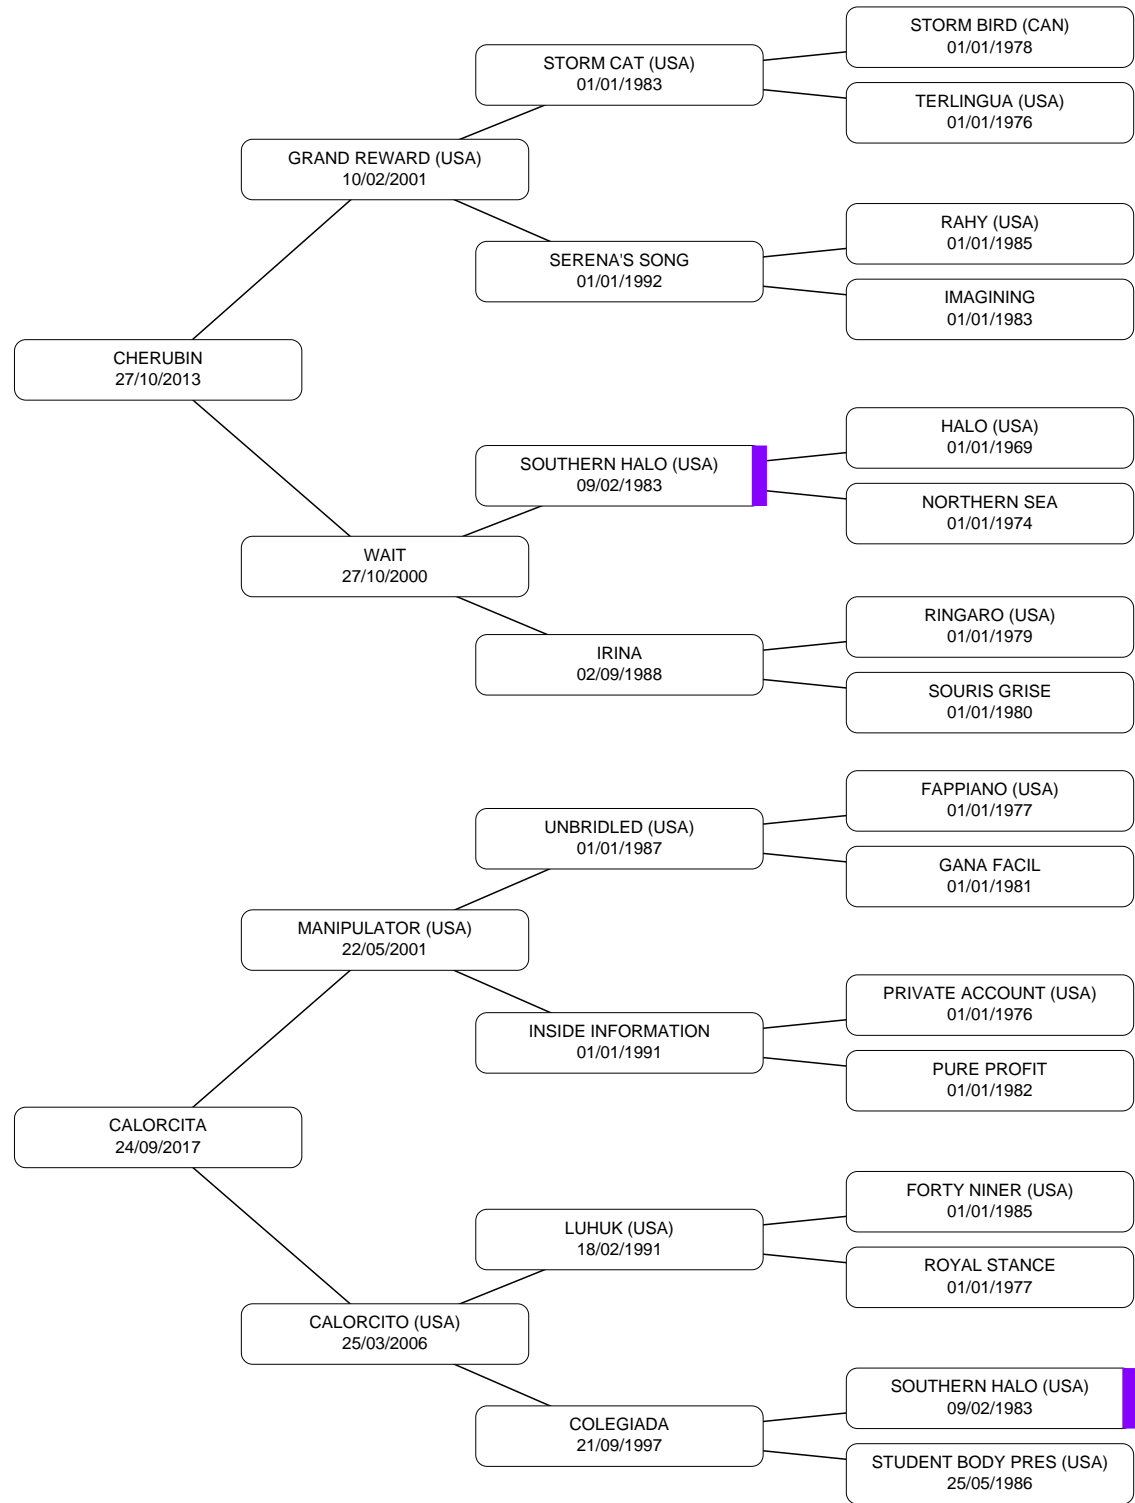 STORM BIRD (CAN)
01/01/1978
STORM CAT (USA)
01/01/1983
TERLINGUA (USA)
01/01/1976
GRAND REWARD (USA)
10/02/2001
RAHY (USA)
01/01/1985
SERENA'S SONG
01/01/1992
IMAGINING
01/01/1983
CHERUBIN
27/10/2013
HALO (USA)
01/01/1969
SOUTHERN HALO (USA)
09/02/1983
NORTHERN SEA
01/01/1974
WAIT
27/10/2000
RINGARO (USA)
01/01/1979
IRINA
02/09/1988
SOURIS GRISE
01/01/1980
FAPPIANO (USA)
01/01/1977
UNBRIDLED (USA)
01/01/1987
GANA FACIL
01/01/1981
MANIPULATOR (USA)
22/05/2001
PRIVATE ACCOUNT (USA)
01/01/1976
INSIDE INFORMATION
01/01/1991
PURE PROFIT
01/01/1982
CALORCITA
24/09/2017
FORTY NINER (USA)
01/01/1985
LUHUK (USA)
18/02/1991
ROYAL STANCE
01/01/1977
CALORCITO (USA)
25/03/2006
SOUTHERN HALO (USA)
09/02/1983
COLEGIADA
21/09/1997
STUDENT BODY PRES (USA)
25/05/1986